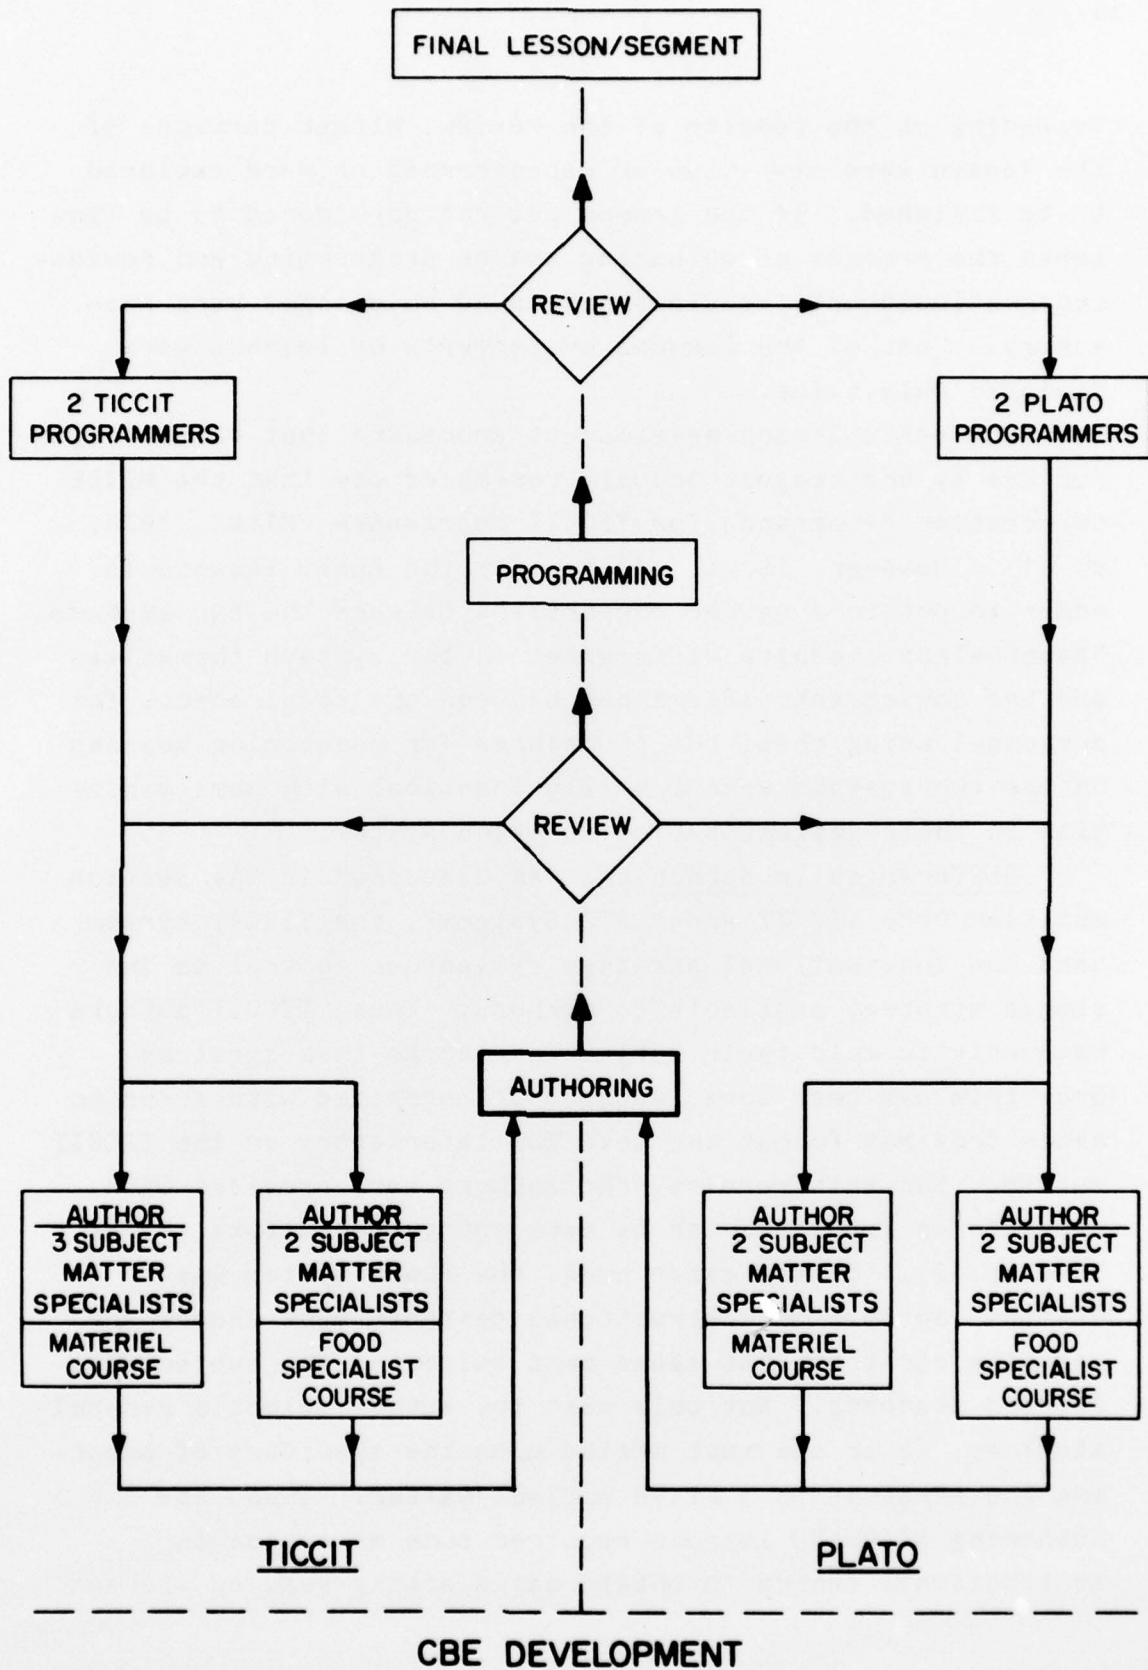 FINAL LESSON/SEGMENT
REVIEW
2 TICCIT
PROGRAMMERS
2 PLATO
PROGRAMMERS
PROGRAMMING
REVIEW
AUTHORING
AUTHOR
3 SUBJECT
MATTER
SPECIALISTS
MATERIEL
COURSE
AUTHOR
2 SUBJECT
MATTER
SPECIALISTS
FOOD
SPECIALIST
COURSE
AUTHOR
2 SUBJECT
MATTER
SPECIALISTS
MATERIEL
COURSE
AUTHOR
2 SUBJECT
MATTER
SPECIALISTS
FOOD
SPECIALIST
COURSE
TICCIT
PLATO
CBE DEVELOPMENT